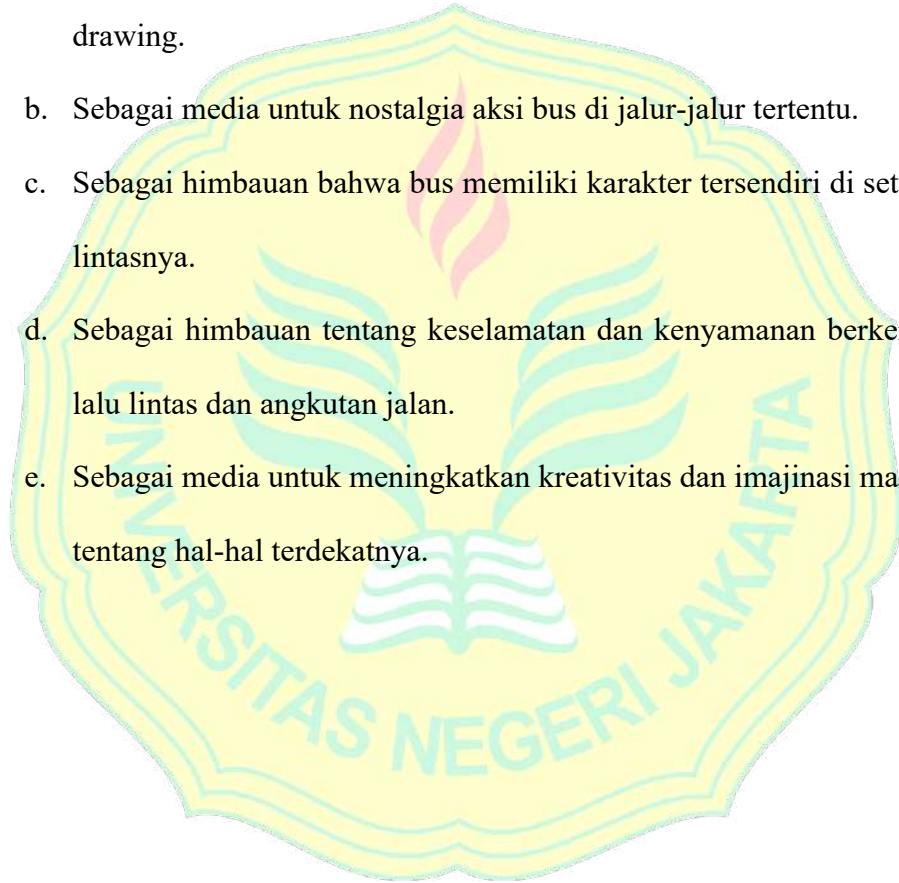 drawing.
b. Sebagai media untuk nostalgia aksi bus di jalur-jalur tertentu.
c. Sebagai himbauan bahwa bus memiliki karakter tersendiri di set
lintasnya.
d. Sebagai himbauan tentang keselamatan dan kenyamanan berke
lalu lintas dan angkutan jalan.
e. Sebagai media untuk meningkatkan kreativitas dan imajinasi ma
tentang hal-hal terdekatnya.
UNIVERSITAS NEGERI JAKARTA